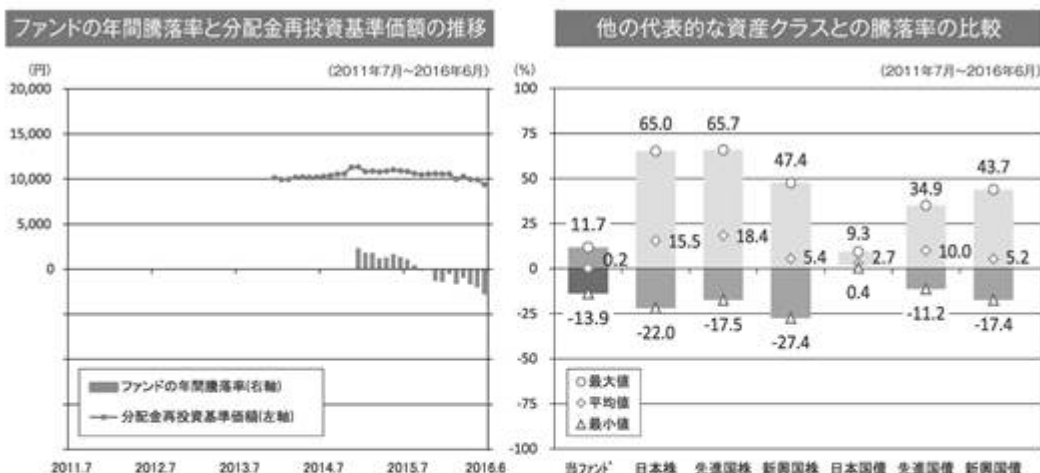 ファンドの年間騰落率と分配金再投資基準価額の推移
(円)
(2011年7月~2016年6月)
20,000
15,000
10,000
5,000
0
ファンドの年間騰落率(右軸)
分配金再投資基準価額(左軸)
2011.7 2012.7 2013.7 2014.7 2015.7 2016.6
他の代表的な資産クラスとの騰落率の比較
(%)
(2011年7月~2016年6月)
100
75
50
25
0
-25
-50
-75
-100
11.7 65.0 65.7 47.4 9.3 34.9 43.7
0.2 15.5 18.4 5.4 2.7 10.0 5.2
-13.9 -22.0 -17.5 -27.4 0.4 -11.2 -17.4
最大値
平均値
最小値
当ファンド 日本株 先進国株 新興国株 日本国債 先進国債 新興国債